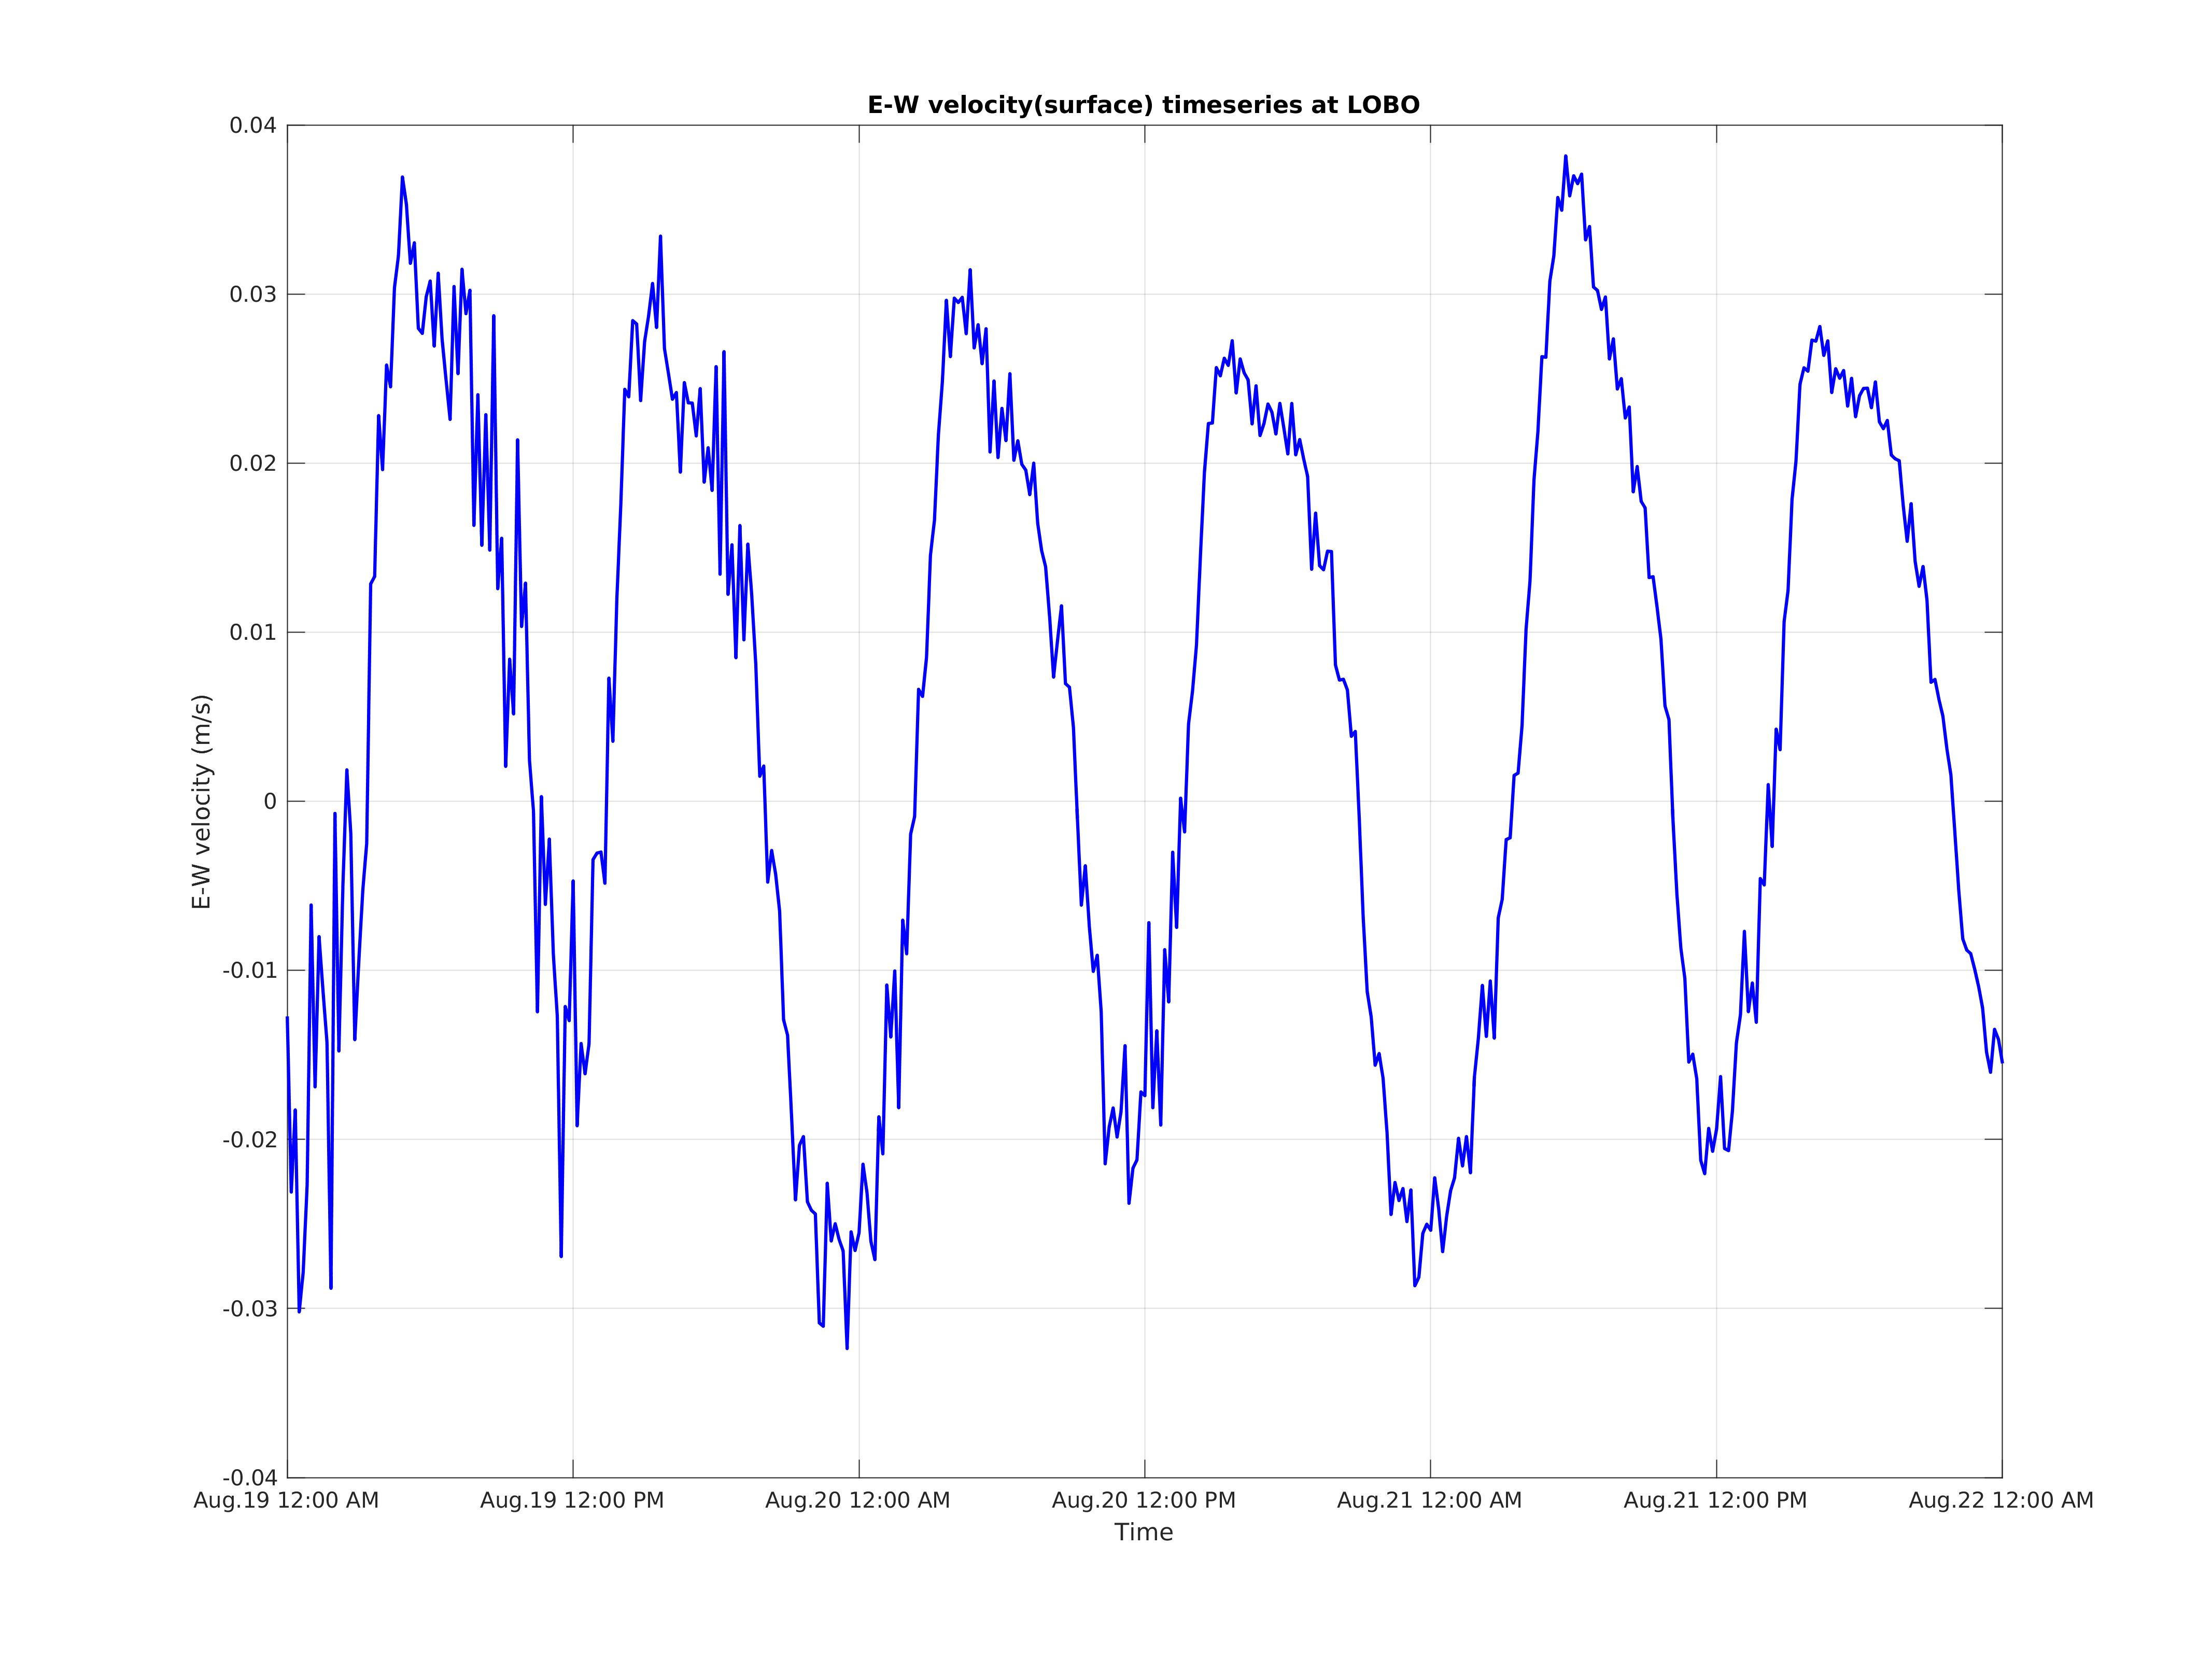 E-W velocity(surface) timeseries at LOBO
0.04
0.03
0.02
0.01
0
-0.01
-0.02
-0.03
-0.04
E-W velocity (m/s)
Aug.19 12:00 AM Aug.19 12:00 PM Aug.20 12:00 AM Aug.20 12:00 PM Aug.21 12:00 AM Aug.21 12:00 PM Aug.22 12:00 AM
Time